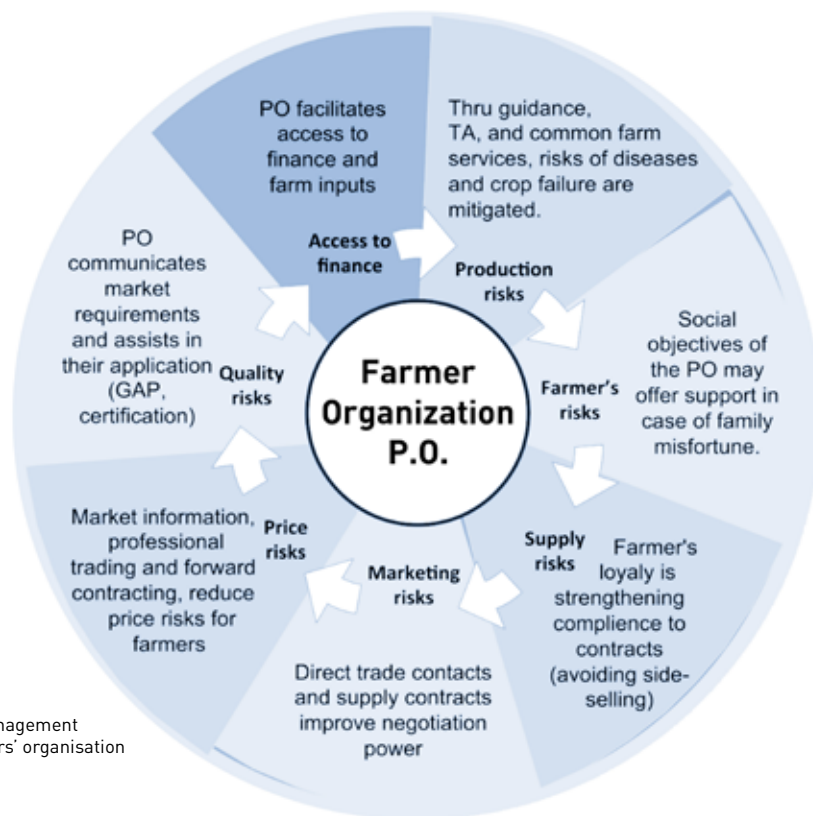 PO facilitates
access to
finance and
farm inputs
Access to
finance
Thru guidance,
TA, and common farm
services, risks of diseases
and crop failure are
mitigated.
Production
risks
Social
objectives of
the PO may
offer support in
case of family
misfortune.
Farmer's
risks
Supply
risks
Farmer's
loyaly is
strengthening
complience to
contracts
(avoiding side-
selling)
Marketing
risks
Direct trade contacts
and supply contracts
improve negotiation
power
Price
risks
Market information,
professional
trading and forward
contracting, reduce
price risks for
farmers
Quality
risks
PO
communicates
market
requirements
and assists in
their application
(GAP,
certification)
Farmer
Organization
P.O.
nagement
rs' organisation